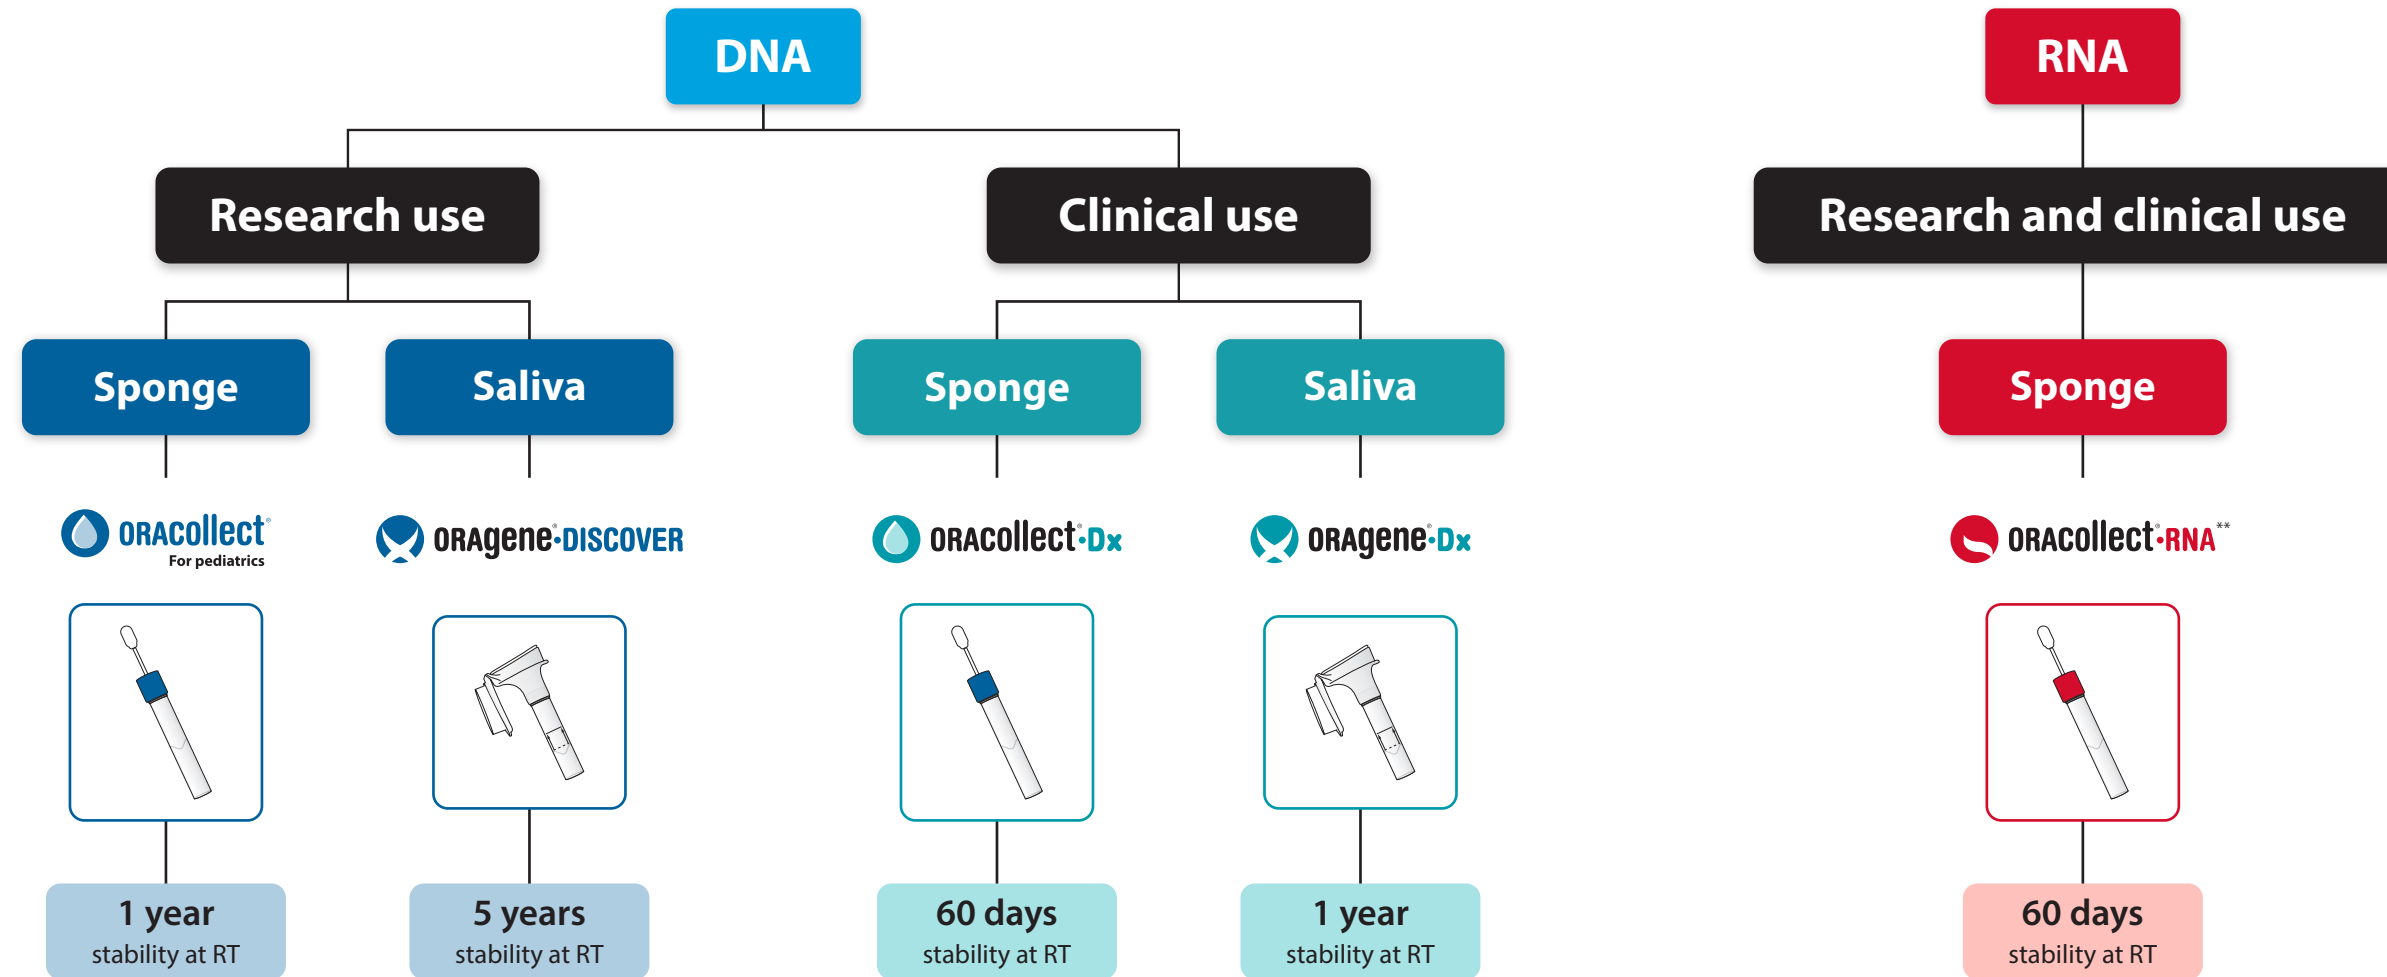 DNA
RNA
Research use
Clinical use
Research and clinical use
Sponge
Saliva
Sponge
Saliva
Sponge
ORAcollect®
For pediatrics
ORAgene®•DISCOVER
ORAcollect®•Dx
ORAgene®•Dx
ORAcollect®•RNA**
1 year
stability at RT
5 years
stability at RT
60 days
stability at RT
1 year
stability at RT
60 days
stability at RT